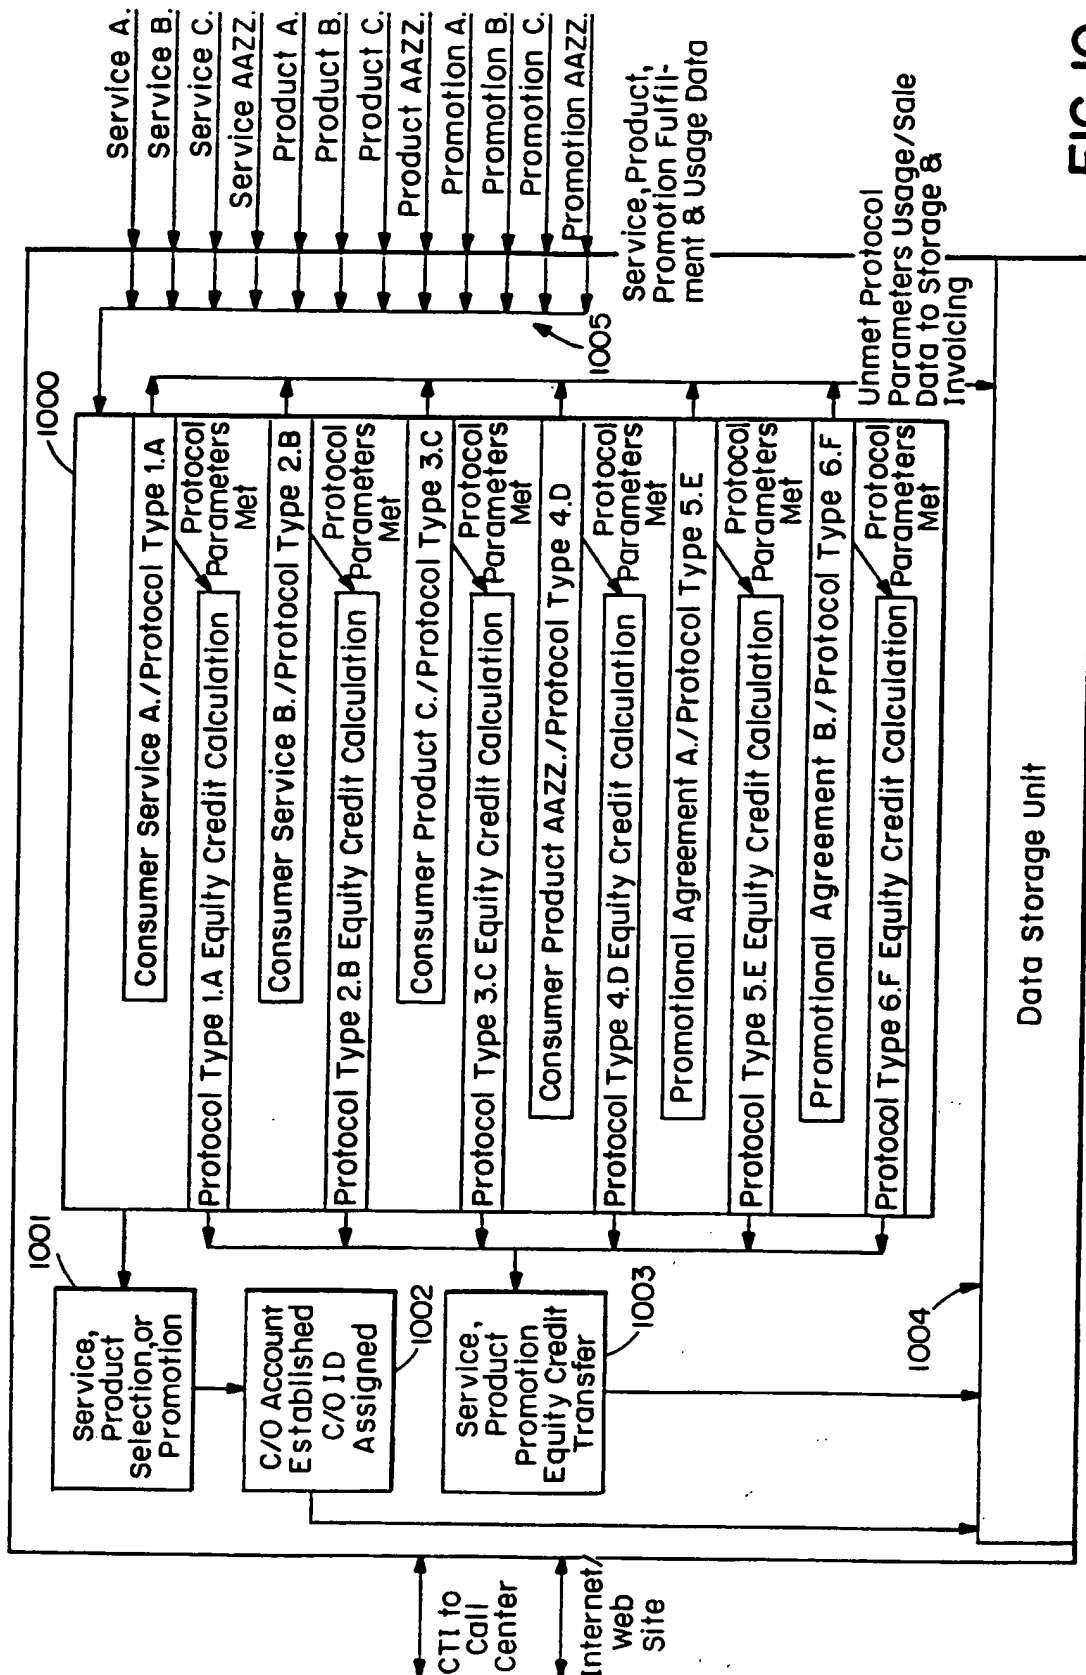 CTI to
Call
Center
Internet/
Web
Site
1001
Service,
Product
Selection, or
Promotion
C/O Account
Established
C/O ID
Assigned
1002
Service,
Product
Promotion
Equity Credit
Transfer
1003
1004
1000
Consumer Service A./Protocol Type 1.A
Protocol
Parameters
Met
Protocol Type 1.A Equity Credit Calculation
Consumer Service B./Protocol Type 2.B
Protocol
Parameters
Met
Protocol Type 2.B Equity Credit Calculation
Consumer Product C./Protocol Type 3.C
Protocol
Parameters
Met
Protocol Type 3.C Equity Credit Calculation
Consumer Product AAZZ./Protocol Type 4.D
Protocol
Parameters
Met
Protocol Type 4.D Equity Credit Calculation
Promotional Agreement A./Protocol Type 5.E
Protocol
Parameters
Met
Protocol Type 5.E Equity Credit Calculation
Promotional Agreement B./Protocol Type 6.F
Protocol
Parameters
Met
Protocol Type 6.F Equity Credit Calculation
Service A.
Service B.
Service C.
Service AAZZ.
Product A.
Product B.
Product C.
Product AAZZ.
Promotion A.
Promotion B.
Promotion C.
Promotion AAZZ.
1005
Service, Product,
Promotion Fulfil-
ment & Usage Data
Unmet Protocol
Parameters Usage/sale
Data to Storage &
Invoicing
Data Storage Unit